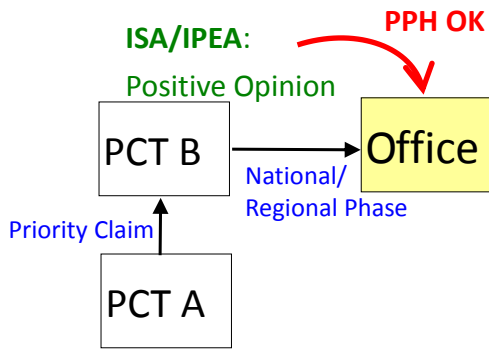 ISA/IPEA:
PPH OK
Positive Opinion
PCT B
Office
National/
Regional Phase
Priority Claim
PCT A